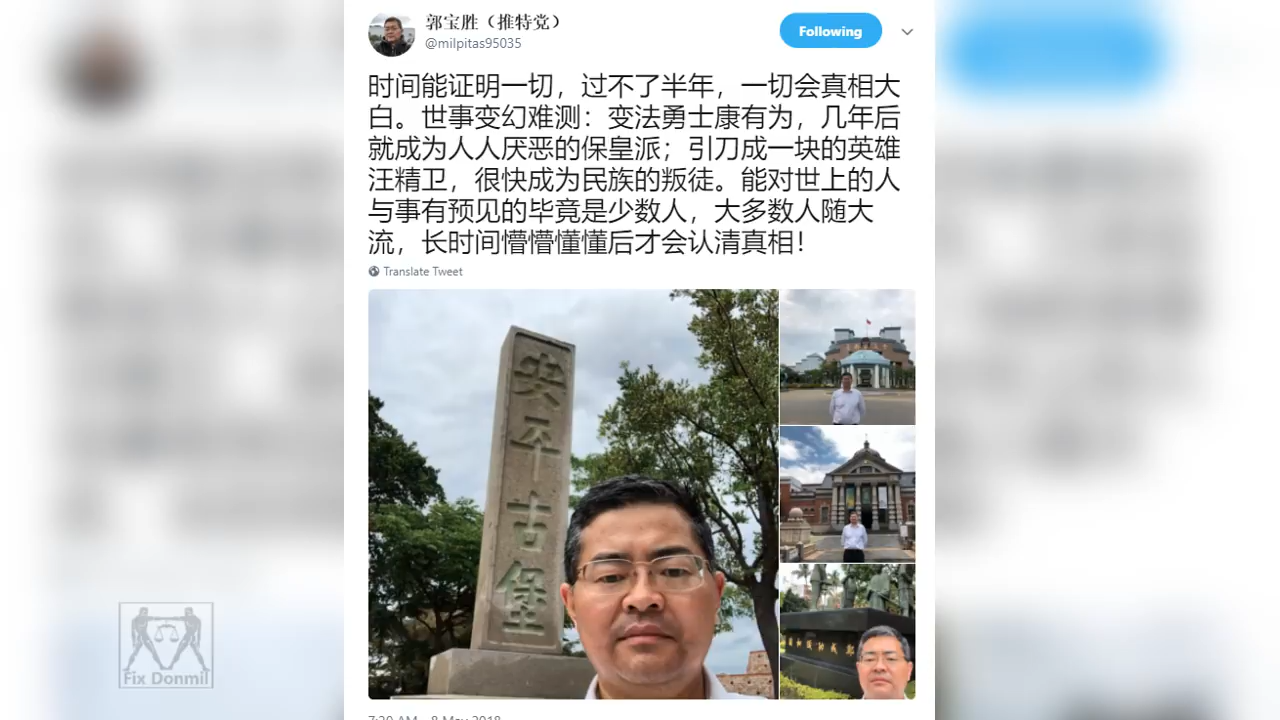 郭宝胜（推特党）
@milpitas95035
Following
时间能证明一切，过不了半年，一切会真相大
白。世事变幻难测：变法勇士康有为，几年后
就成为人人厌恶的保皇派；引刀成一块的英雄
汪精卫，很快成为民族的叛徒。能对世上的人
与事有预见的毕竟是少数人，大多数人随大
流，长时间懵懵懂懂后才会认清真相！
Translate Tweet
安平古堡
Fix Donmil
7:20 AM - 8 May 2018